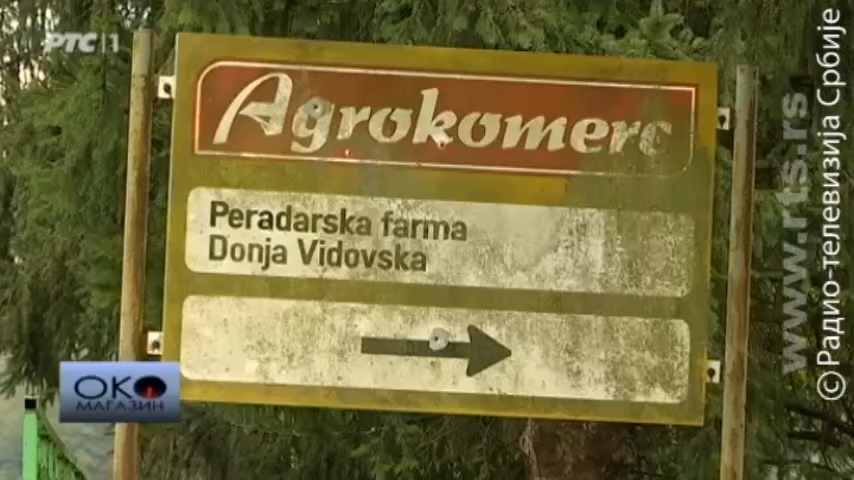 РТС 1
Agrokomerc
Peradarska farma
Donja Vidovska
ОКО
МАГАЗИН
www.rts.rs
© Радио-телевизија Србије